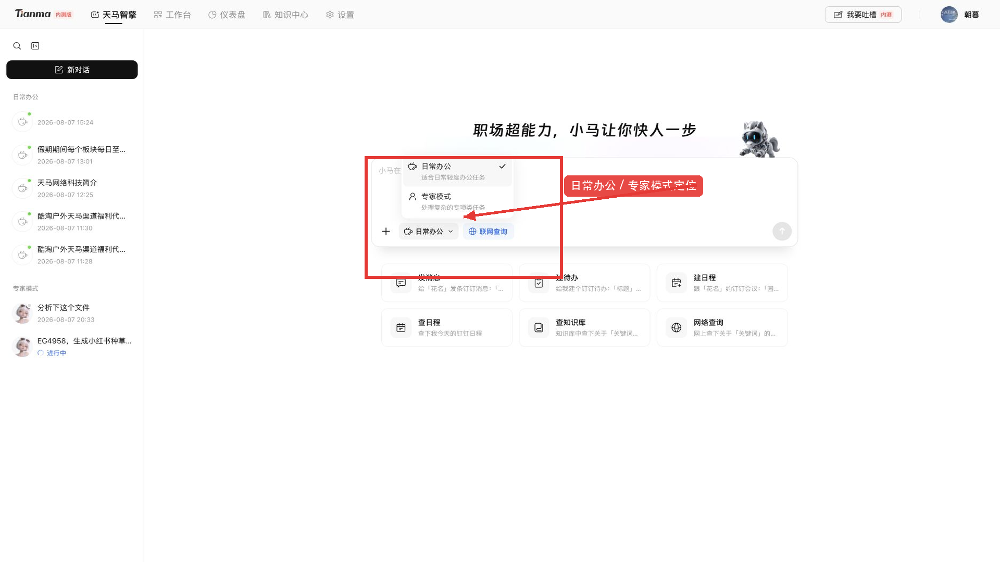 Tianma 内测版
天马智擎
工作台
仪表盘
知识中心
设置
我要吐槽 内测
朝暮
新对话
日常办公
2026-08-07 15:24
假期期间每个板块每日至...
2026-08-07 13:01
天马网络科技简介
2026-08-07 12:25
酷淘户外天马渠道福利代...
2026-08-07 11:30
酷淘户外天马渠道福利代...
2026-08-07 11:28
专家模式
分析下这个文件
2026-08-07 20:33
EG4958，生成小红书种草...
进行中
职场超能力，小马让你快人一步
小马在
日常办公
适合日常轻度办公任务
专家模式
处理复杂的专项类任务
日常办公 / 专家模式定位
日常办公
联网查询
发消息
给「花名」发条钉钉消息：「...
建待办
给我建个钉钉待办：「标题」...
建日程
跟「花名」约钉钉会议：「园...
查日程
查下我今天的钉钉日程
查知识库
知识库中查下关于「关键词...
网络查询
网上查下关于「关键词」的...